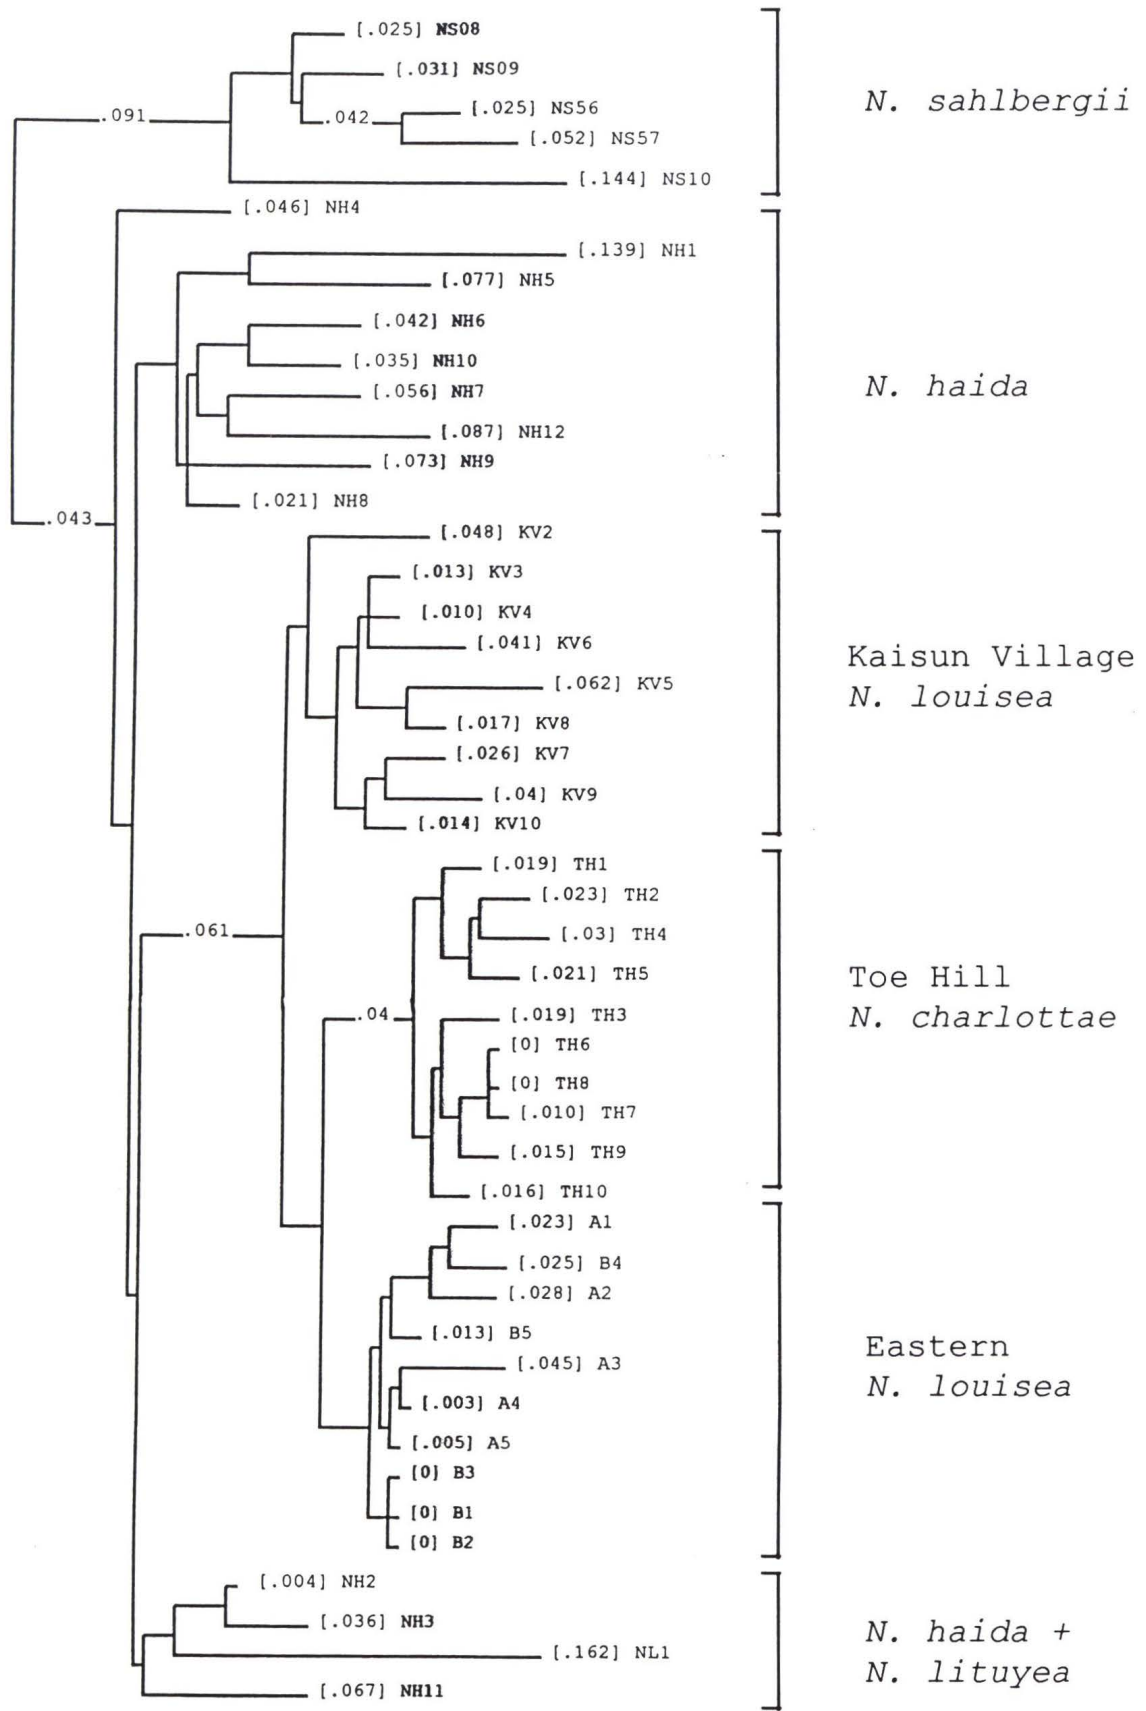 [.025] NS08
[.031] NS09
N. sahlbergii
.091
.042
[.025] NS56
[.052] NS57
[.144] NS10
[.046] NH4
[.139] NH1
[.077] NH5
[.042] NH6
[.035] NH10
N. haida
[.056] NH7
[.087] NH12
[.073] NH9
[.021] NH8
.043
[.048] KV2
[.013] KV3
[.010] KV4
[.041] KV6
Kaisun Village
N. louisea
[.062] KV5
[.017] KV8
[.026] KV7
[.04] KV9
[.014] KV10
[.019] TH1
[.023] TH2
.061
[.03] TH4
[.021] TH5
Toe Hill
N. charlottae
.04
[.019] TH3
[0] TH6
[0] TH8
[.010] TH7
[.015] TH9
[.016] TH10
[.023] A1
[.025] B4
[.028] A2
[.013] B5
Eastern
N. louisea
[.045] A3
[.003] A4
[.005] A5
[0] B3
[0] B1
[0] B2
[.004] NH2
[.036] NH3
N. haida +
N. lituyea
[.162] NL1
[.067] NH11